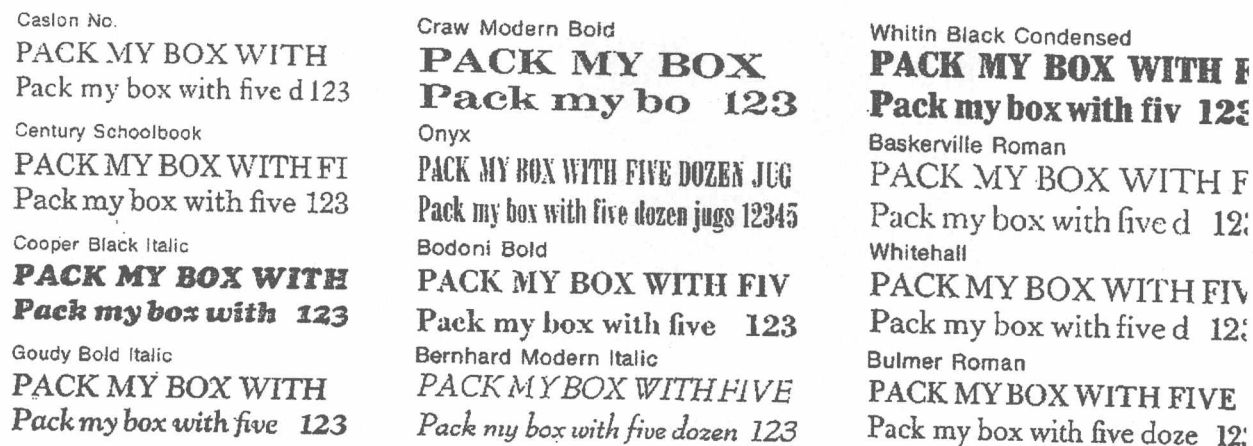 Caslon No.
PACK MY BOX WITH
Pack my box with five d 123
Century Schoolbook
PACK MY BOX WITH FI
Pack my box with five 123
Cooper Black Italic
PACK MY BOX WITH
Pack my box with 123
Goudy Bold Italic
PACK MY BOX WITH
Pack my box with five 123
Craw Modern Bold
PACK MY BOX
Pack my bo 123
Onyx
PACK MY BOX WITH FIVE DOZEN JUG
Pack my box with five dozen jugs 12345
Bodoni Bold
PACK MY BOX WITH FIV
Pack my box with five 123
Bernhard Modern Italic
PACK MY BOX WITH FIVE
Pack my box with five dozen 123
Whitin Black Condensed
PACK MY BOX WITH F
Pack my box with fiv 123
Baskerville Roman
PACK MY BOX WITH F
Pack my box with five d 12
Whitehall
PACK MY BOX WITH FIV
Pack my box with five d 12
Bulmer Roman
PACK MY BOX WITH FIVE
Pack my box with five doze 12